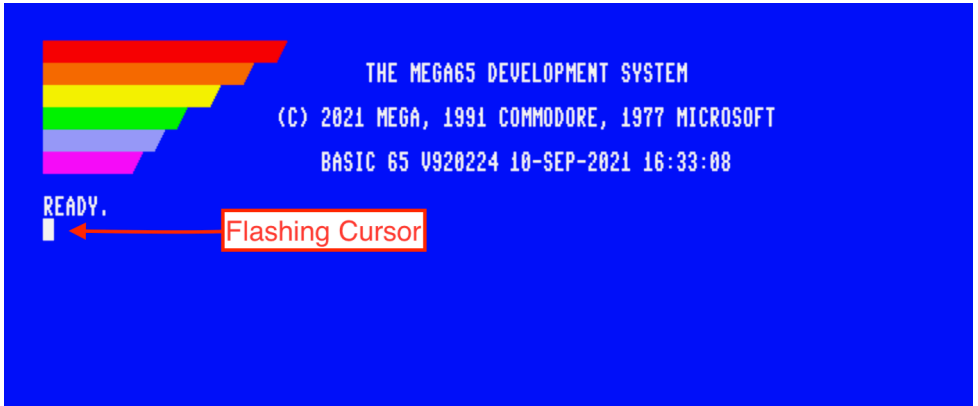 THE MEGA65 DEVELOPMENT SYSTEM
(C) 2021 MEGA, 1991 COMMODORE, 1977 MICROSOFT
BASIC 65 V920224 10-SEP-2021 16:33:08
READY.
Flashing Cursor